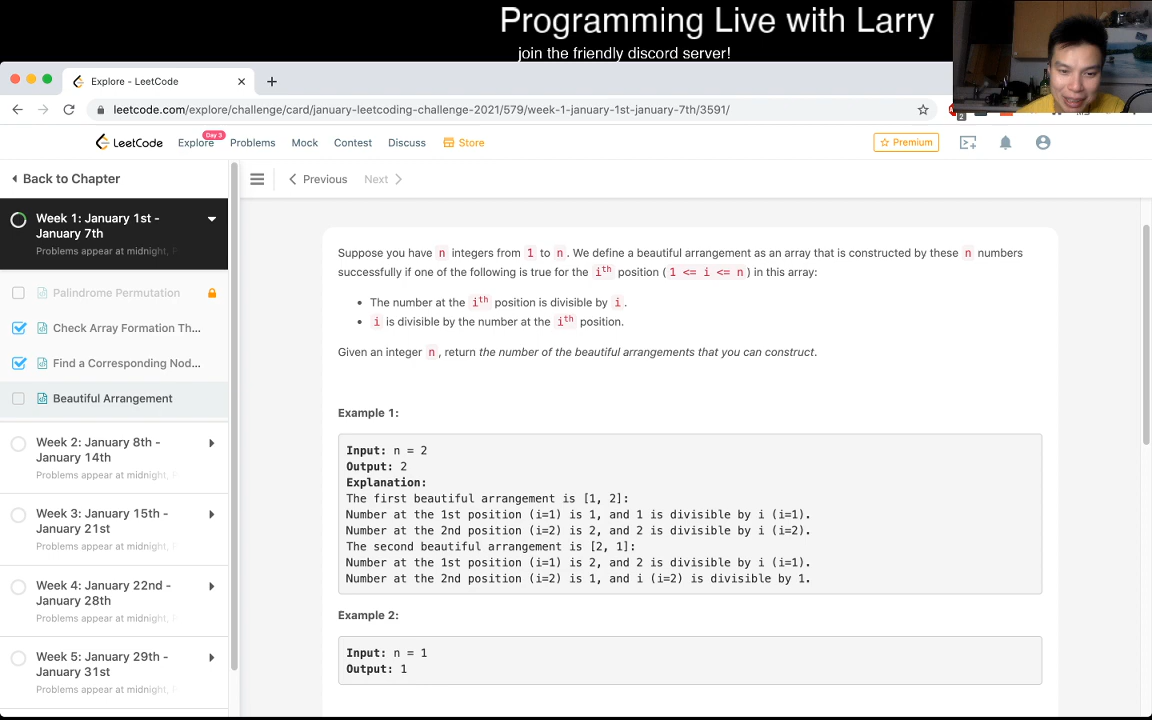 Programming Live with Larry
join the friendly discord server!
Explore - LeetCode
leetcode.com/explore/challenge/card/january-leetcoding-challenge-2021/579/week-1-january-1st-january-7th/3591/
2
LeetCode
Explore
Day 3
Problems
Mock
Contest
Discuss
Store
Premium
Back to Chapter
Previous
Next
Week 1: January 1st -
January 7th
Problems appear at midnight,
Palindrome Permutation
Check Array Formation Th...
Find a Corresponding Nod...
Beautiful Arrangement
Week 2: January 8th -
January 14th
Problems appear at midnight,
Week 3: January 15th -
January 21st
Problems appear at midnight,
Week 4: January 22nd -
January 28th
Problems appear at midnight,
Week 5: January 29th -
January 31st
Problems appear at midnight,
Suppose you have n integers from 1 to n. We define a beautiful arrangement as an array that is constructed by these n numbers
successfully if one of the following is true for the ith position (1 <= i <= n) in this array:
• The number at the ith position is divisible by i.
• i is divisible by the number at the ith position.
Given an integer n, return the number of the beautiful arrangements that you can construct.
Example 1:
Input: n = 2
Output: 2
Explanation:
The first beautiful arrangement is [1, 2]:
Number at the 1st position (i=1) is 1, and 1 is divisible by i (i=1).
Number at the 2nd position (i=2) is 2, and 2 is divisible by i (i=2).
The second beautiful arrangement is [2, 1]:
Number at the 1st position (i=1) is 2, and 2 is divisible by i (i=1).
Number at the 2nd position (i=2) is 1, and i (i=2) is divisible by 1.
Example 2:
Input: n = 1
Output: 1